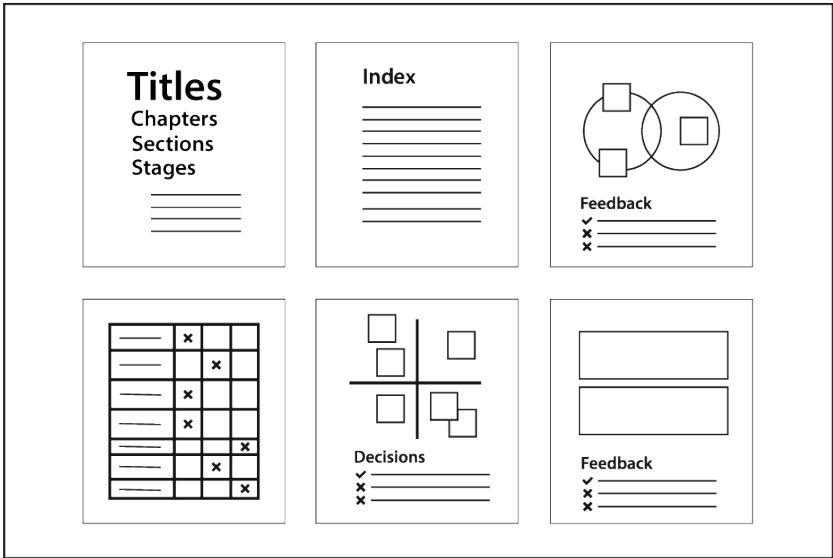 Titles
Chapters
Sections
Stages
Index
Feedback
Decisions
Feedback